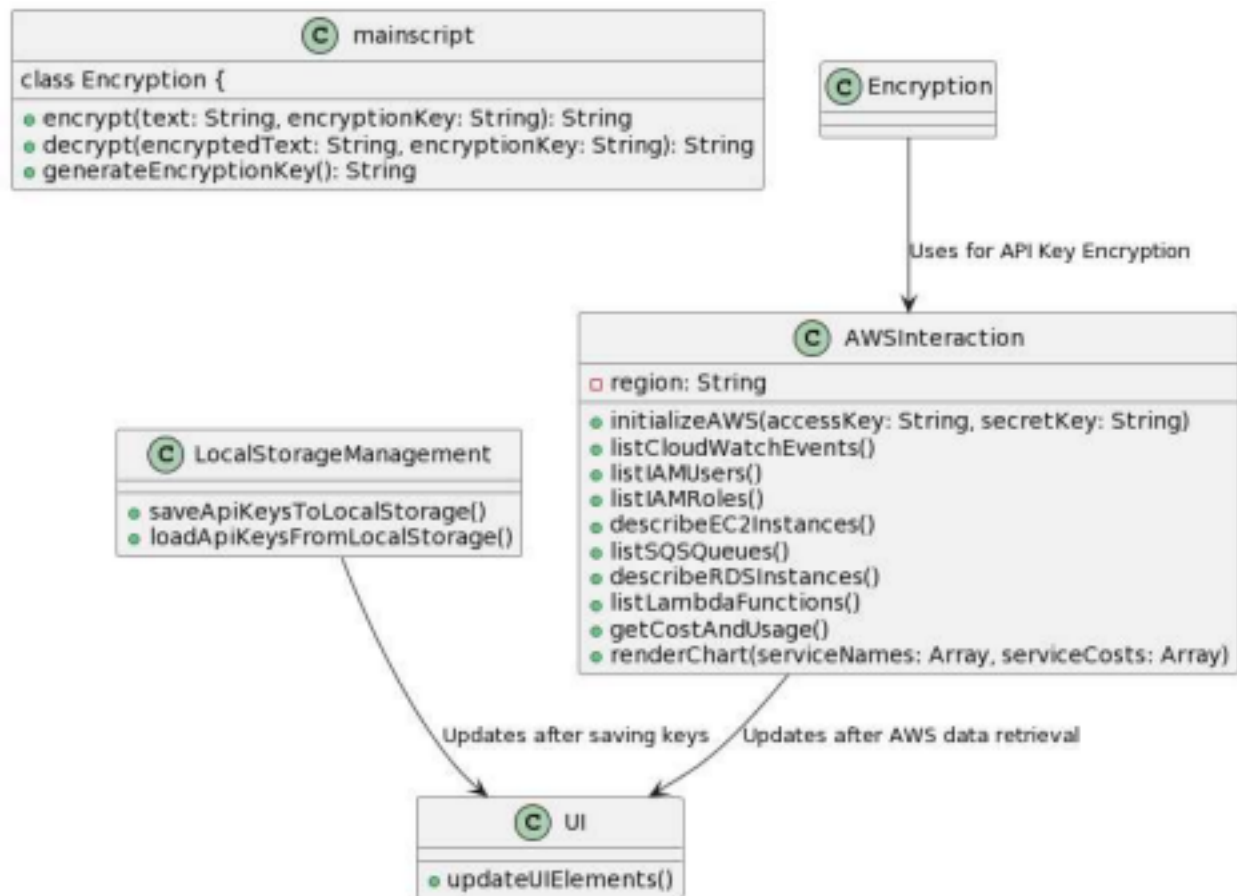 C mainscript
class Encryption {
encrypt(text: String, encryptionKey: String): String
decrypt(encryptedText: String, encryptionKey: String): String
generateEncryptionKey(): String
C Encryption
Uses for API Key Encryption
C AWSInteraction
region: String
initializeAWS(accessKey: String, secretKey: String)
listCloudWatchEvents()
listIAMUsers()
listIAMRoles()
describeEC2Instances()
listSQSQueues()
describeRDSInstances()
listLambdaFunctions()
getCostAndUsage()
renderChart(serviceNames: Array, serviceCosts: Array)
C LocalStorageManagement
saveApiKeysToLocalStorage()
loadApiKeysFromLocalStorage()
Updates after saving keys
Updates after AWS data retrieval
C UI
updateUIElements()